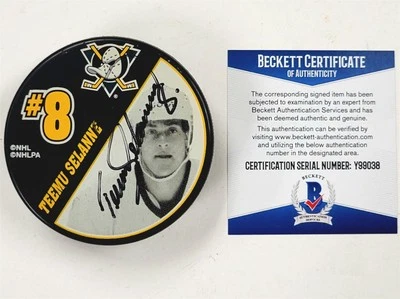 #8
TEEMU SELANNE
©NHL
©NHLPA
Teemu Selanne
BECKETT CERTIFICATE
OF AUTHENTICITY
The corresponding signed item has been
subjected to examination by an expert from
Beckett Authentication Services and has
been deemed authentic and genuine.
This authentication can be verified by
visiting www.beckett-authentication.com
and utilizing the below authentication
number in the designated area.
CERTIFICATION SERIAL NUMBER: Y99038
BECKETT
B